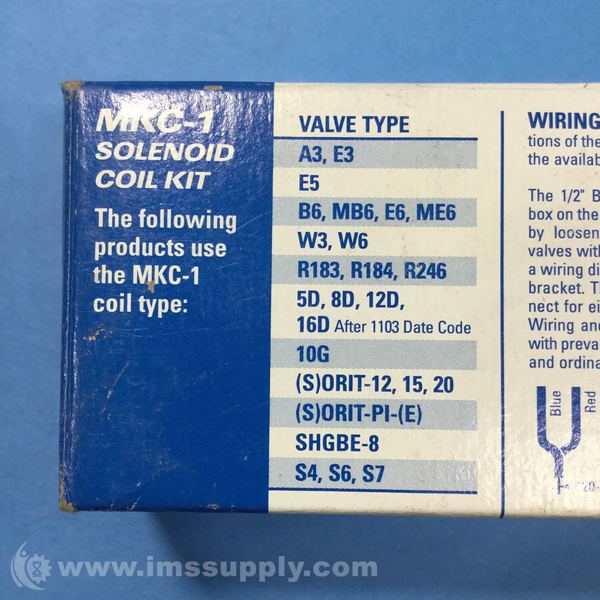 MKC-1
SOLENOID
COIL KIT
The following
products use
the MKC-1
coil type:
VALVE TYPE
A3, E3
E5
B6, MB6, E6, ME6
W3, W6
R183, R184, R246
5D, 8D, 12D,
16D After 1103 Date Code
10G
(S)ORIT-12, 15, 20
(S)ORIT-PI-(E)
SHGBE-8
S4, S6, S7
WIRING
tions of the
the availab
The 1/2" B
box on the
by loosen
valves with
a wiring di
bracket. Th
nect for ei
Wiring and
with preva
and ordina
Blue
Red
www.imssupply.com